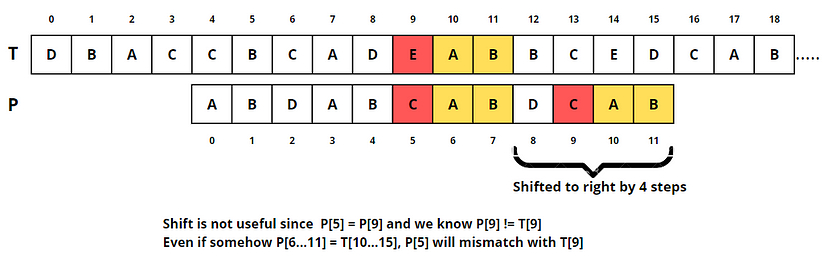 0 1 2 3 4 5 6 7 8 9 10 11 12 13 14 15 16 17 18
T D B A C C B C A D E A B B C E D C A B .....
P A B D A B C A B D C A B
0 1 2 3 4 5 6 7 8 9 10 11
Shifted to right by 4 steps
Shift is not useful since P[5] = P[9] and we know P[9] != T[9]
Even if somehow P[6...11] = T[10...15], P[5] will mismatch with T[9]